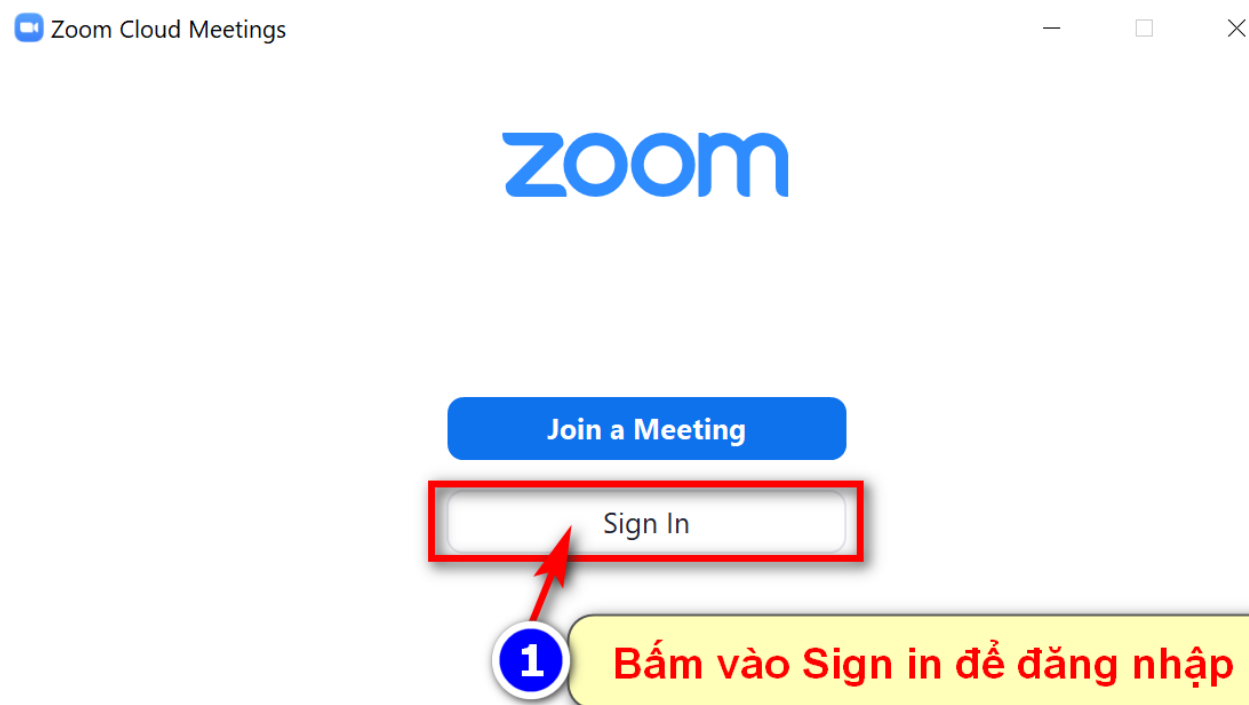 Zoom Cloud Meetings
zoom
Join a Meeting
Sign In
1
Bấm vào Sign in để đăng nhập